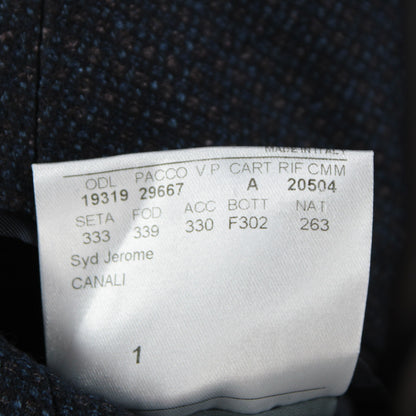 MADE IN ITALY
ODL PACCO V.P CART RIF CMM
19319 29667 A 20504
SETA FOD ACC BOTT NAT
333 339 330 F302 263
Syd Jerome
CANALI
1